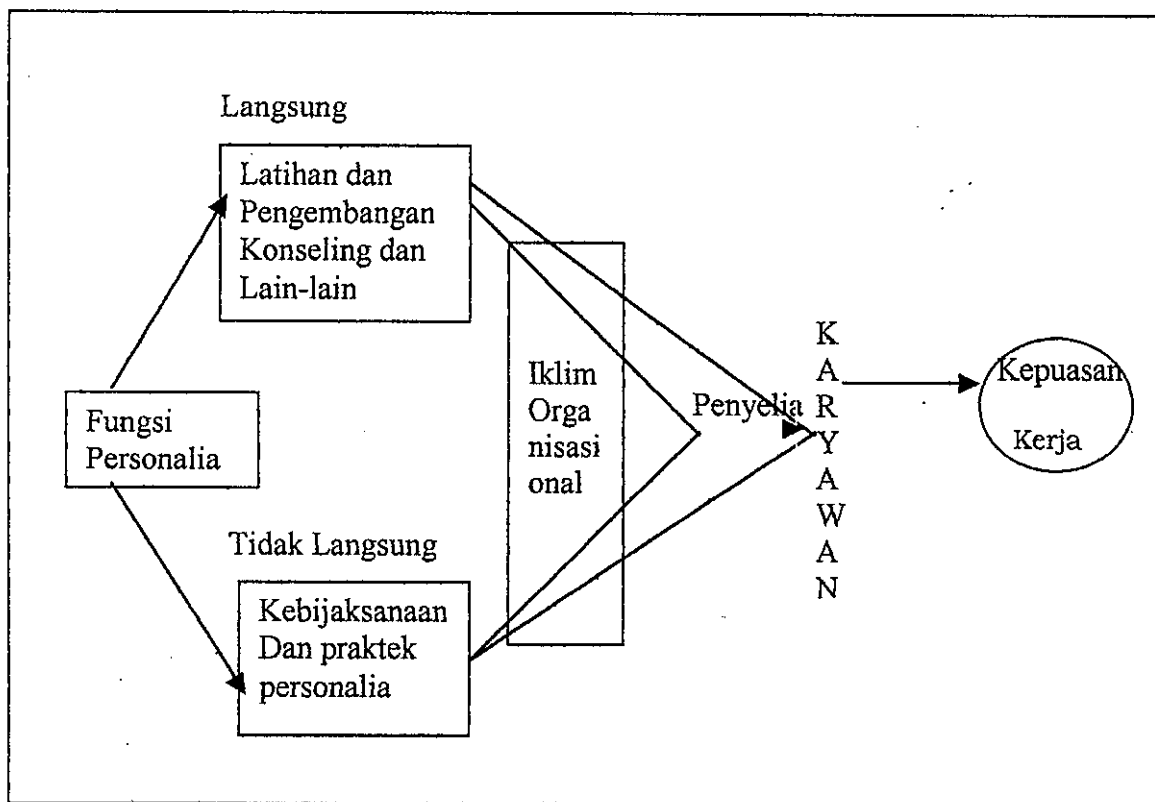 Langsung
Latihan dan
Pengembangan
Konseling dan
Lain-lain
Fungsi
Personalia
Tidak Langsung
Kebijaksanaan
Dan praktek
personalia
Iklim
Orga
nisasi
onal
Penyelia
K
A
R
Y
A
W
A
N
Kepuasan
Kerja